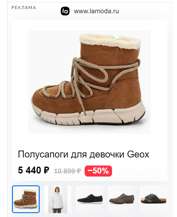 РЕКЛАМА
www.lamoda.ru
Полусапоги для девочки Geox
5 440 ₽ 10 890 ₽ −50%